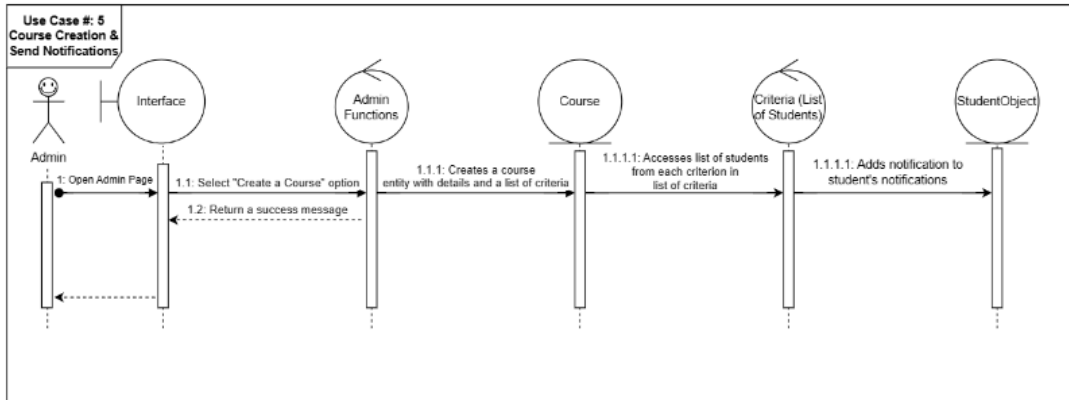 Use Case #: 5
Course Creation &
Send Notifications
Admin
Interface
Admin
Functions
Course
Criteria (List
of Students)
StudentObject
1: Open Admin Page
1.1: Select "Create a Course" option
1.1.1: Creates a course
entity with details and a list of criteria
1.1.1.1: Accesses list of students
from each criterion in
list of criteria
1.1.1.1: Adds notification to
student's notifications
1.2: Return a success message